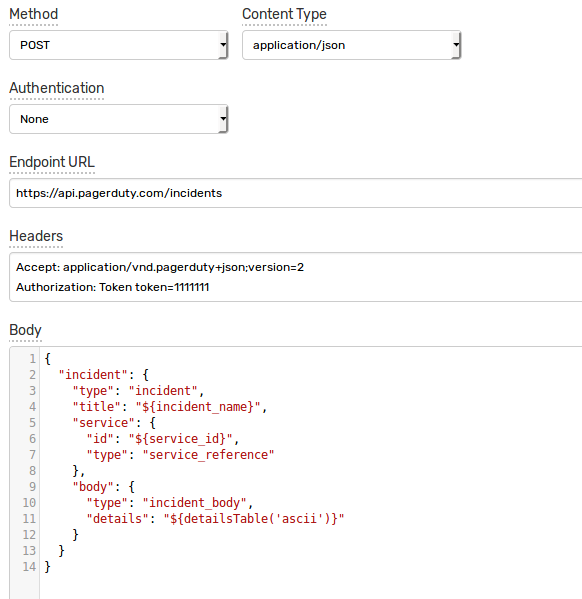 Method
Content Type
POST
application/json
Authentication
None
Endpoint URL
https://api.pagerduty.com/incidents
Headers
Accept: application/vnd.pagerduty+json;version=2
Authorization: Token token=1111111
Body
1 {
2   "incident": {
3     "type": "incident",
4     "title": "${incident_name}",
5     "service": {
6       "id": "${service_id}",
7       "type": "service_reference"
8     },
9     "body": {
10       "type": "incident_body",
11       "details": "${detailsTable('ascii')}"
12     }
13   }
14 }